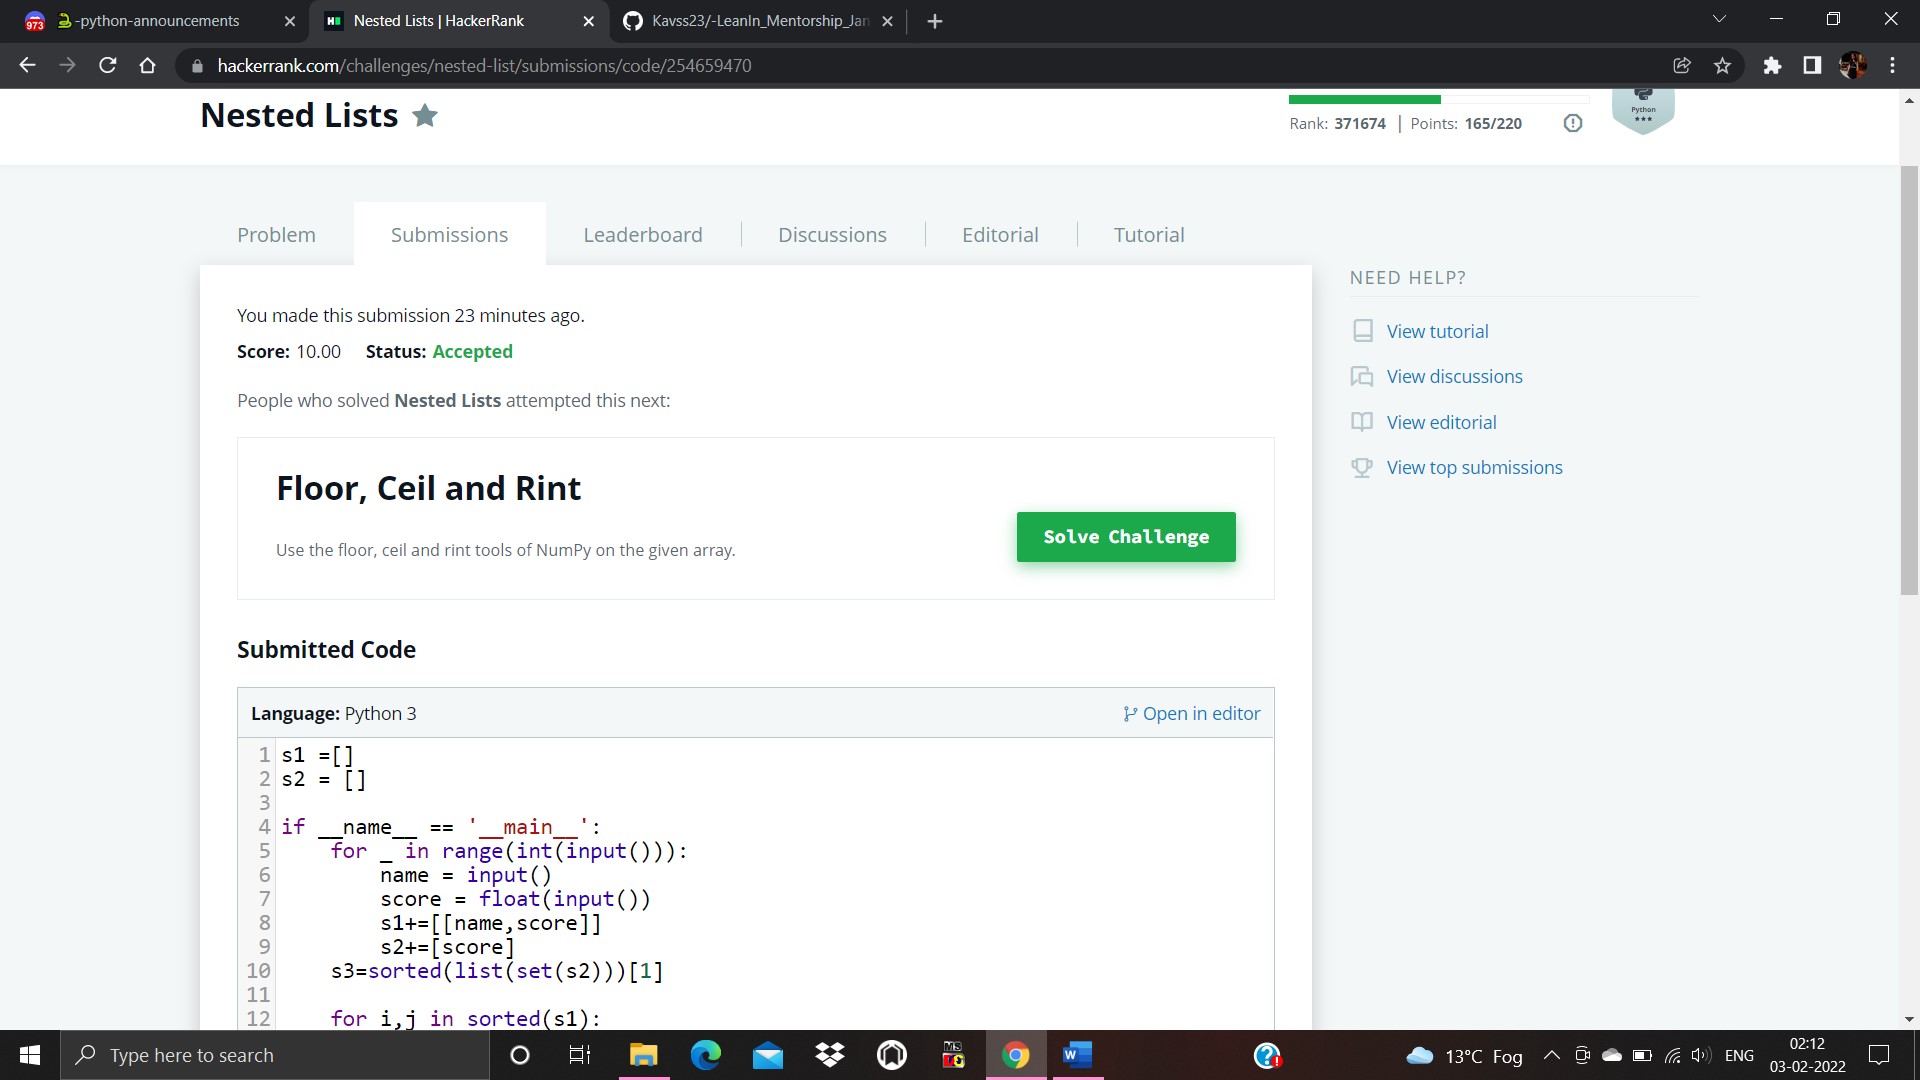 973 -python-announcements
Nested Lists | HackerRank
Kavss23/-LeanIn_Mentorship_Jan
hackerrank.com/challenges/nested-list/submissions/code/254659470
Nested Lists
Rank: 371674 | Points: 165/220
Python
Problem
Submissions
Leaderboard
Discussions
Editorial
Tutorial
You made this submission 23 minutes ago.
Score: 10.00 Status: Accepted
People who solved Nested Lists attempted this next:
Floor, Ceil and Rint
Use the floor, ceil and rint tools of NumPy on the given array.
Solve Challenge
NEED HELP?
View tutorial
View discussions
View editorial
View top submissions
Submitted Code
Language: Python 3
Open in editor
1 s1 =[]
2 s2 = []
3
4 if __name__ == '__main__':
5     for _ in range(int(input())):
6         name = input()
7         score = float(input())
8         s1+=[[name,score]]
9         s2+=[score]
10     s3=sorted(list(set(s2)))[1]
11
12     for i,j in sorted(s1):
Type here to search
13°C Fog
ENG
02:12
03-02-2022